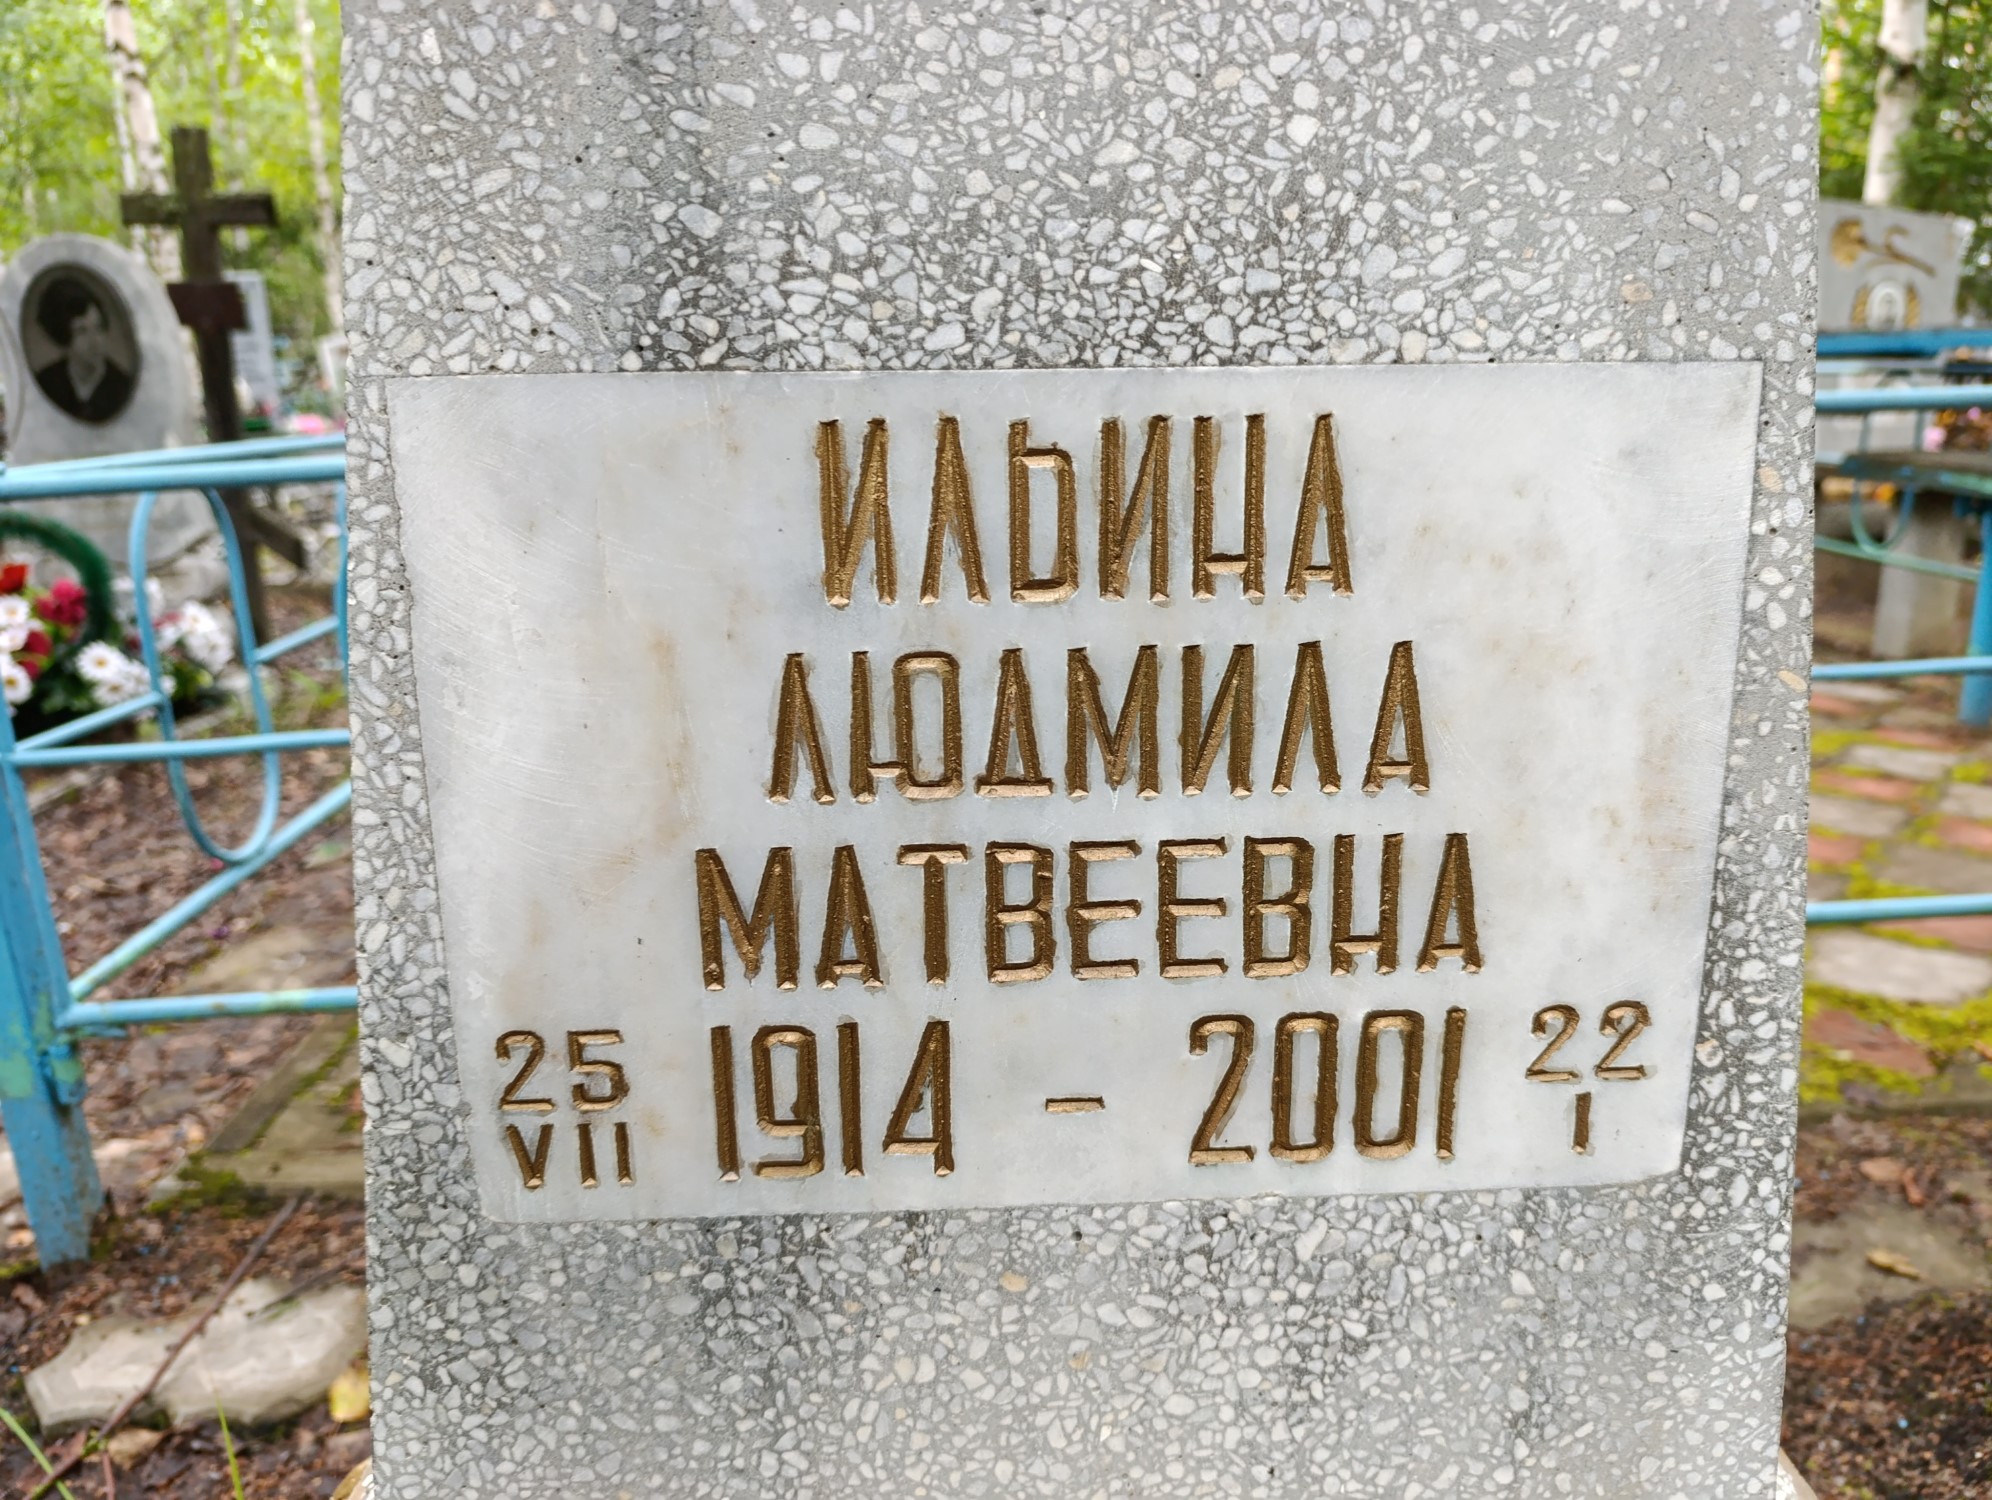 ИЛЬИНА
ЛЮДМИЛА
МАТВЕЕВНА
25 VII 1914 - 2001 22 I